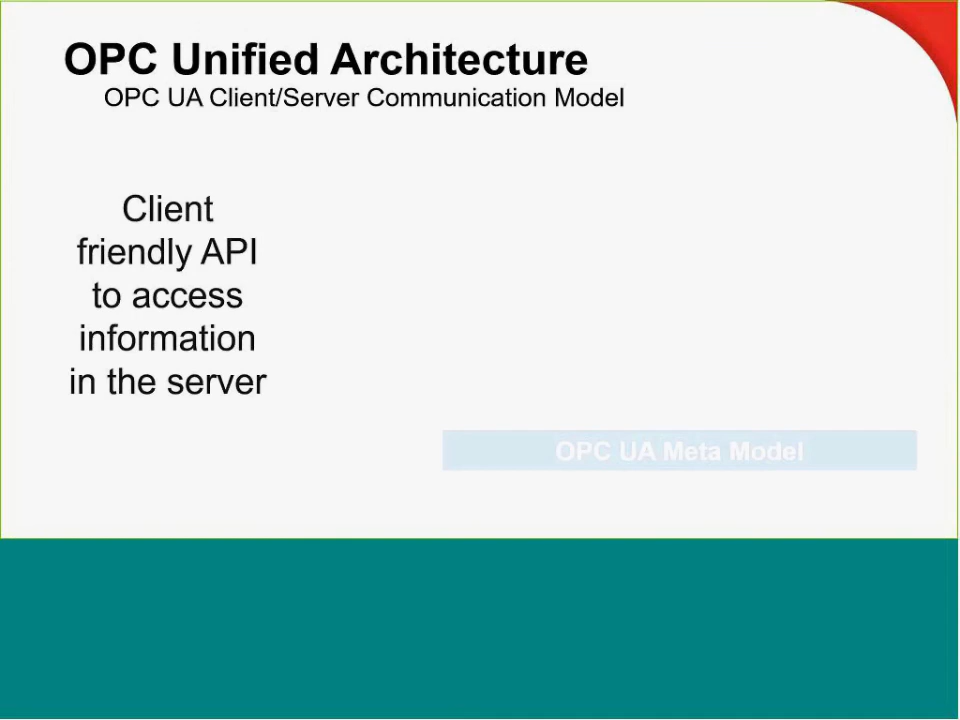 OPC Unified Architecture
OPC UA Client/Server Communication Model
Client
friendly API
to access
information
in the server
OPC UA Meta Model